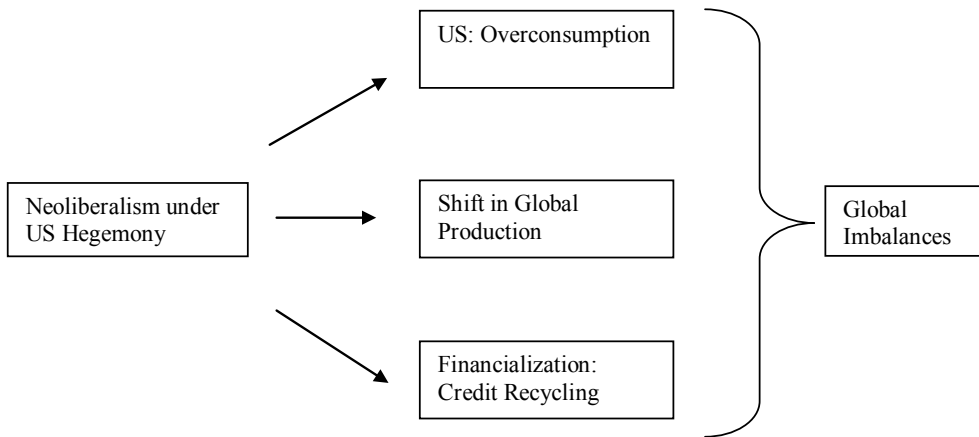 US: Overconsumption
Neoliberalism under
US Hegemony
Shift in Global
Production
Global
Imbalances
Financialization:
Credit Recycling